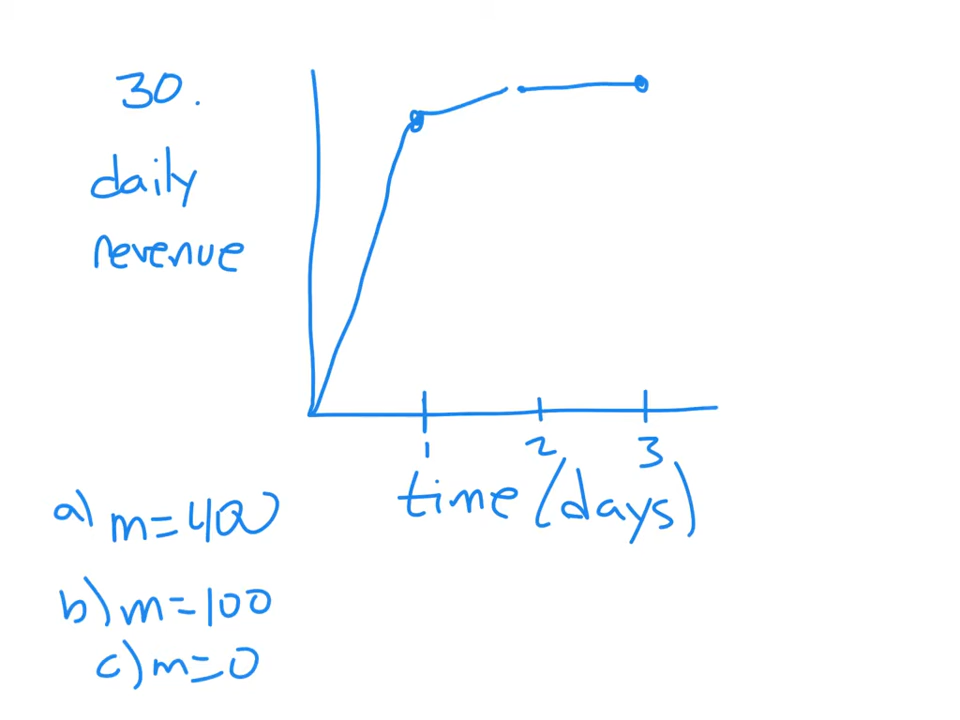 30.
daily
revenue
1 2 3
time (days)
a) m=400
b) m=100
c) m=0